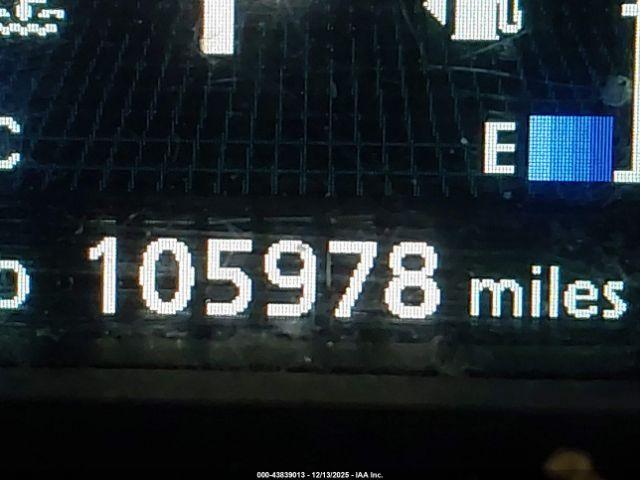 E
105978 miles
000-43839013 - 12/13/2025 - IAA Inc.